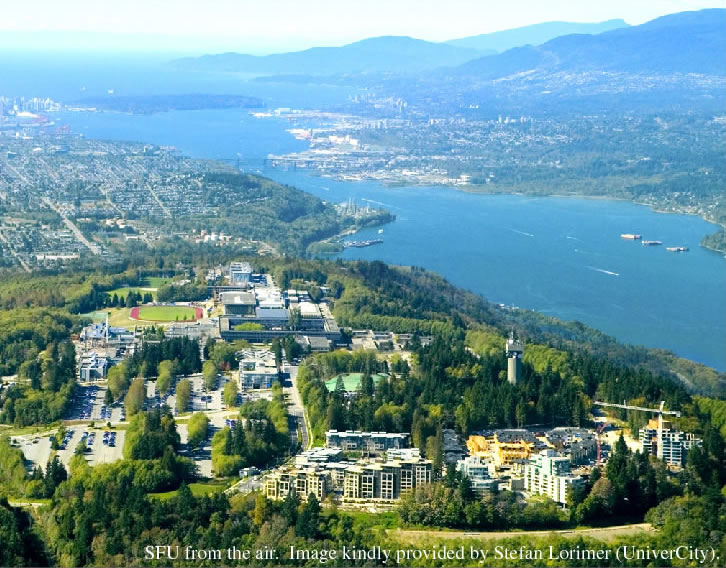 SFU from the air.  Image kindly provided by Stefan Lorimer (UniverCity).